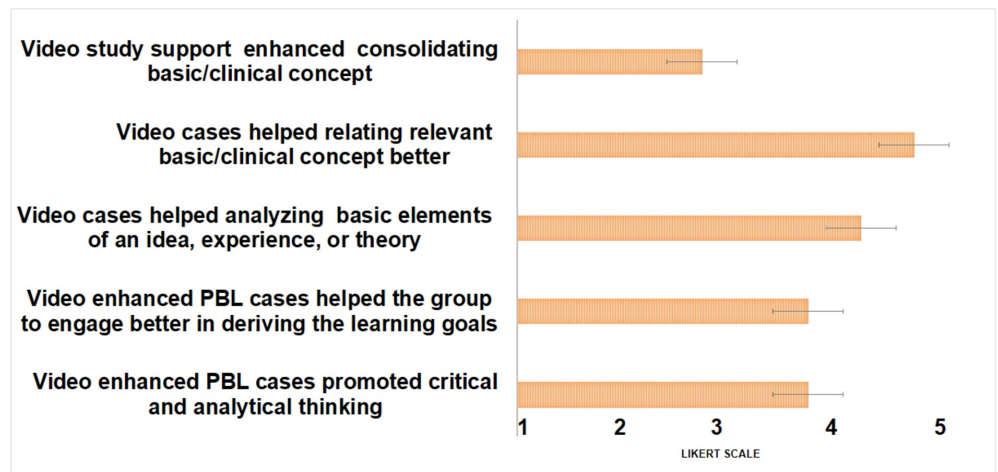 Video study support enhanced consolidating
basic/clinical concept
Video cases helped relating relevant
basic/clinical concept better
Video cases helped analyzing basic elements
of an idea, experience, or theory
Video enhanced PBL cases helped the group
to engage better in deriving the learning goals
Video enhanced PBL cases promoted critical
and analytical thinking
1 2 3 4 5
LIKERT SCALE